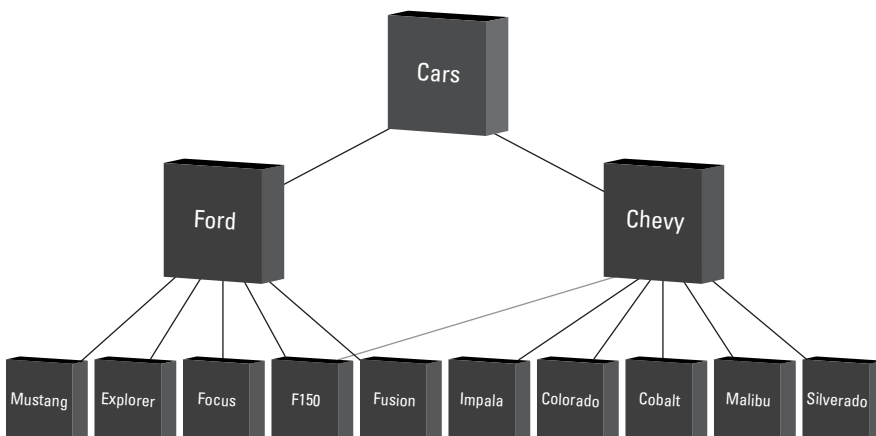 Cars
Ford
Chevy
Mustang
Explorer
Focus
F150
Fusion
Impala
Colorado
Cobalt
Malibu
Silverado